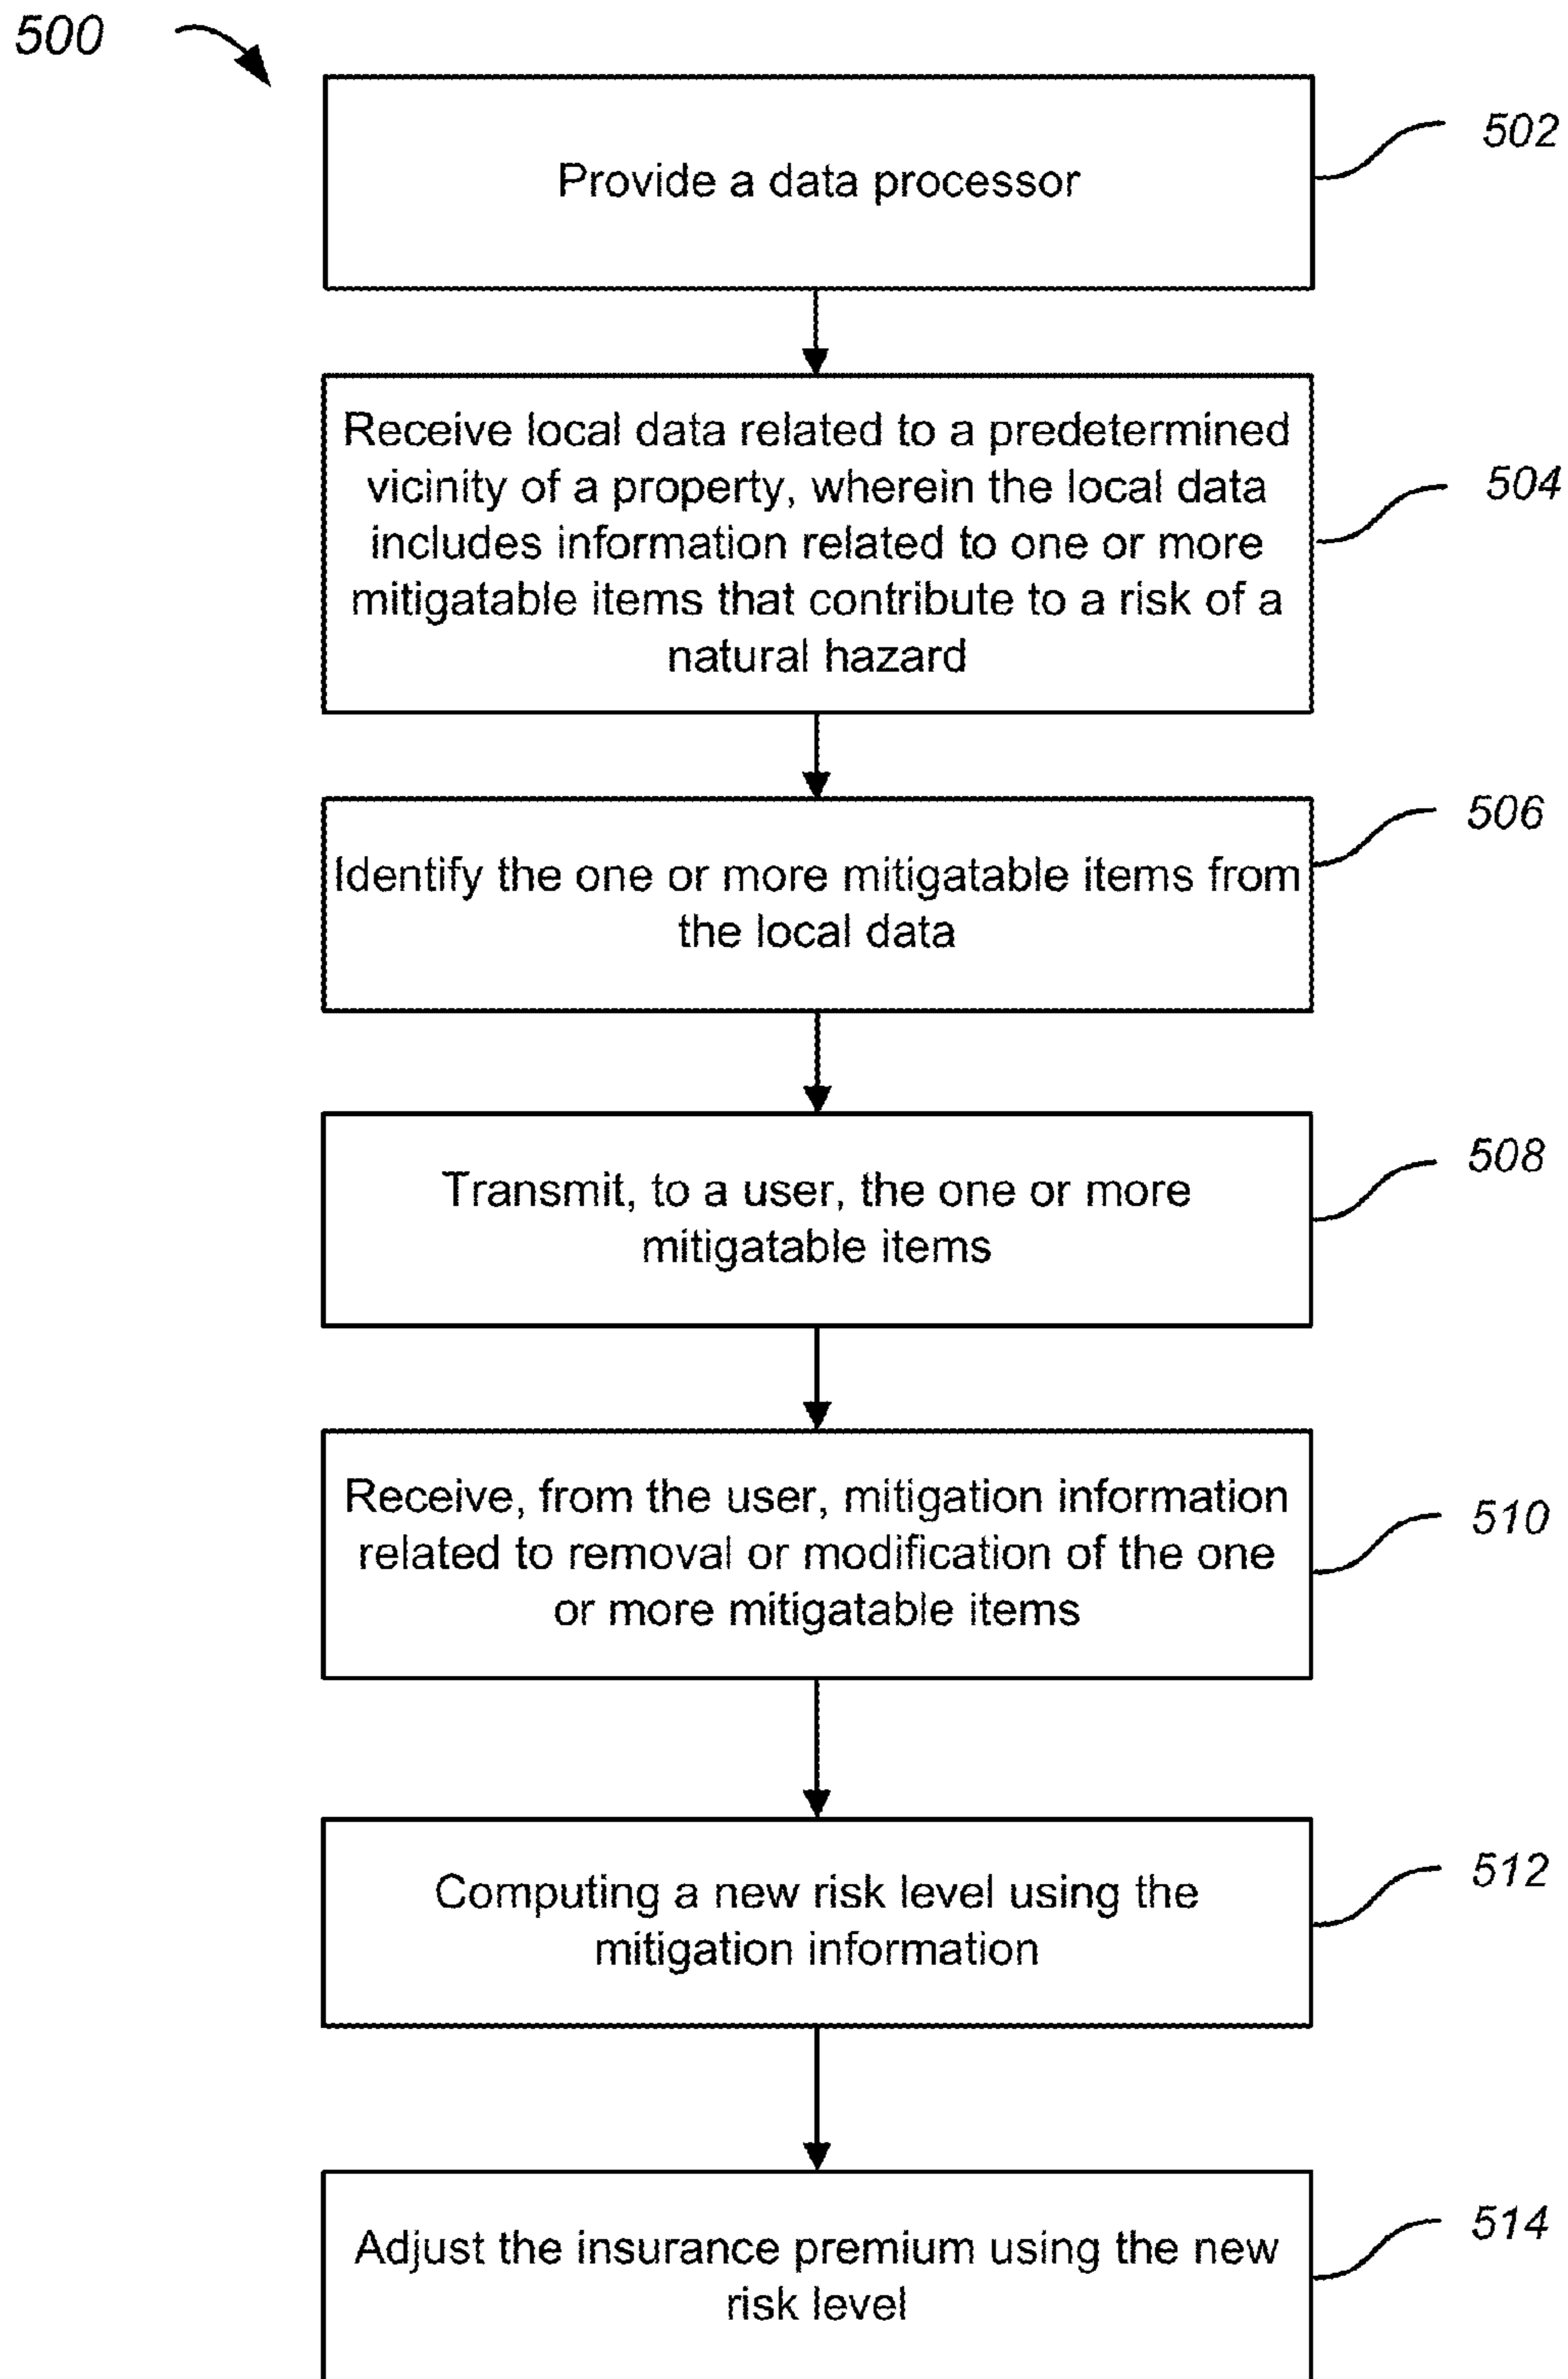 500
Provide a data processor
502
Receive local data related to a predetermined
vicinity of a property, wherein the local data
includes information related to one or more
mitigatable items that contribute to a risk of a
natural hazard
504
Identify the one or more mitigatable items from
the local data
506
Transmit, to a user, the one or more
mitigatable items
508
Receive, from the user, mitigation information
related to removal or modification of the one
or more mitigatable items
510
Computing a new risk level using the
mitigation information
512
Adjust the insurance premium using the new
risk level
514